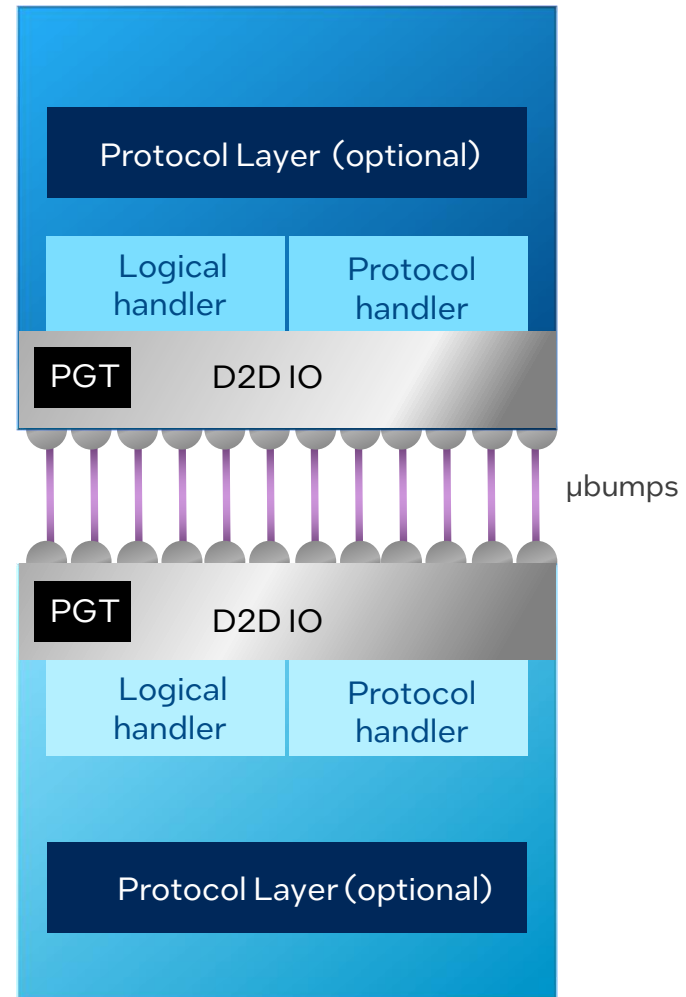 Protocol Layer (optional)
Logical
handler
Protocol
handler
PGT
D2D IO
µbumps
PGT
D2D IO
Logical
handler
Protocol
handler
Protocol Layer (optional)